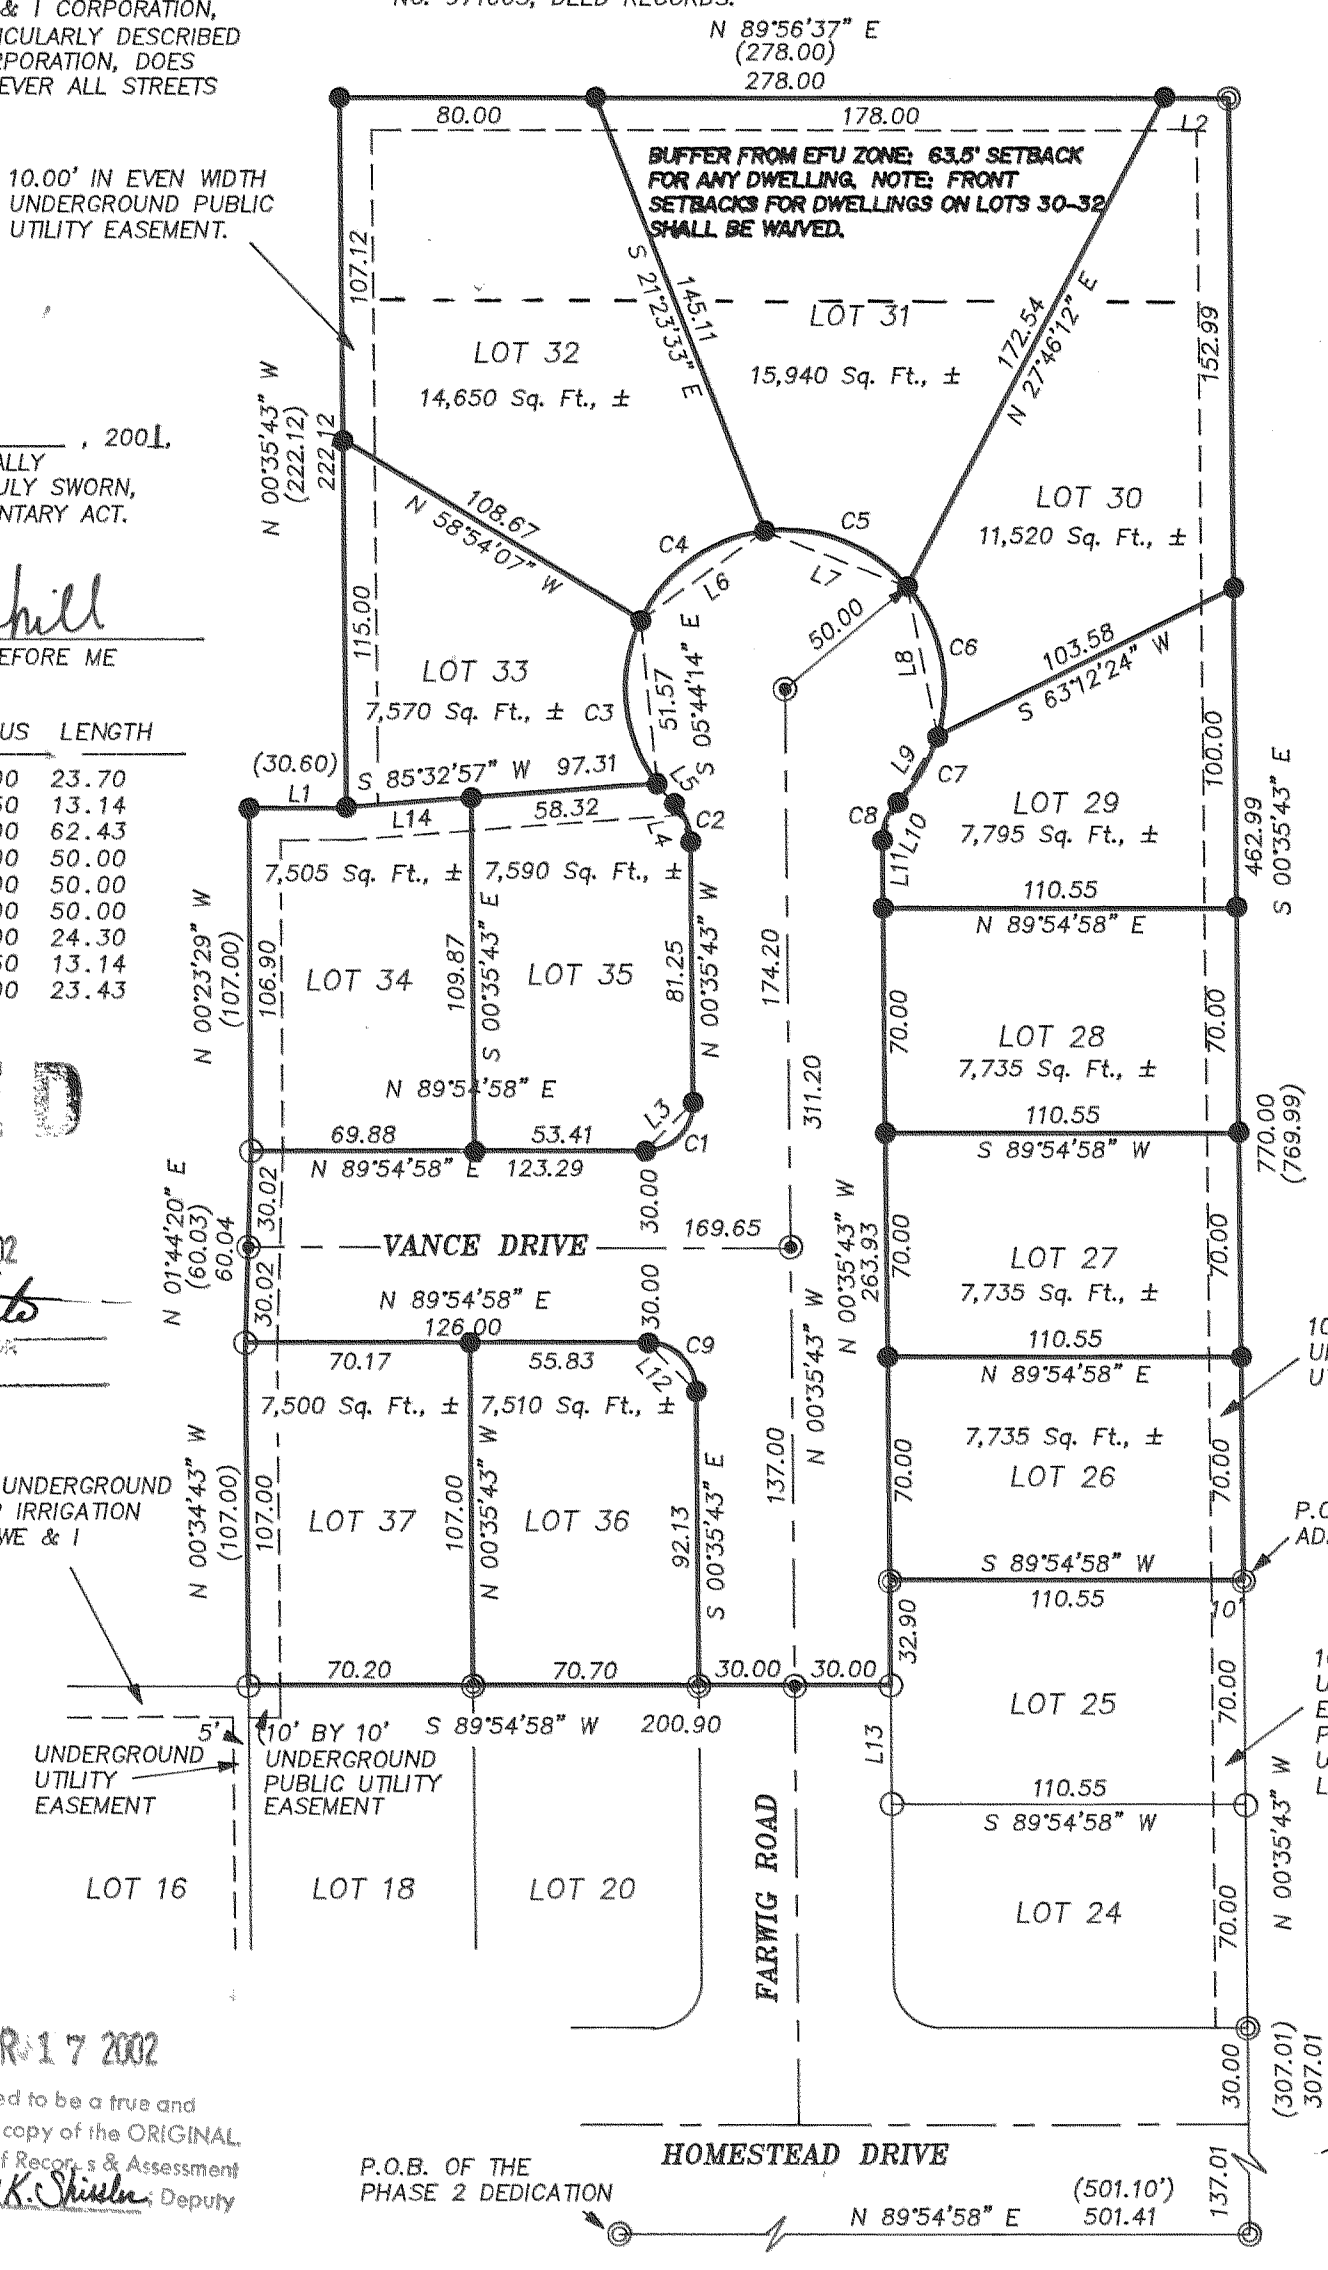 & I CORPORATION,
ICULARLY DESCRIBED
RPORATION, DOES
EVER ALL STREETS
N 89°56'37" E
(278.00)
278.00
80.00
178.00
L2
BUFFER FROM EFU ZONE: 63.5' SETBACK
FOR ANY DWELLING. NOTE: FRONT
SETBACKS FOR DWELLINGS ON LOTS 30-32
SHALL BE WAIVED.
10.00' IN EVEN WIDTH
UNDERGROUND PUBLIC
UTILITY EASEMENT.
107.12
S 21°23'33" E
145.11
172.54
N 27°46'12" E
152.99
LOT 31
15,940 Sq. Ft., ±
LOT 32
14,650 Sq. Ft., ±
N 00°35'43" W
(222.12)
222.12
, 2001,
ALLY
ULY SWORN,
NTARY ACT.
108.67
N 58°54'07" W
LOT 30
11,520 Sq. Ft., ±
C4
C5
L6
L7
50.00
L8
C6
103.58
S 63°12'24" W
hill
EFORE ME
115.00
LOT 33
7,570 Sq. Ft., ±
C3
51.57
S 05°44'14" E
US LENGTH
00 23.70
50 13.14
00 62.43
00 50.00
00 50.00
00 50.00
00 24.30
50 13.14
00 23.43
(30.60)
L1
S 85°32'57" W 97.31
L14
58.32
L5
L4
C2
L9
C7
C8
L10
L11
LOT 29
7,795 Sq. Ft., ±
100.00
462.99
S 00°35'43" E
110.55
N 89°54'58" E
7,505 Sq. Ft., ±
7,590 Sq. Ft., ±
N 00°23'29" W
(107.00)
106.90
LOT 34
109.87
S 00°35'43" E
LOT 35
81.25
N 00°35'43" W
174.20
311.20
70.00
LOT 28
7,735 Sq. Ft., ±
70.00
110.55
S 89°54'58" W
770.00
(769.99)
N 89°54'58" E
L3
C1
69.88
53.41
N 89°54'58" E 123.29
D
N 01°44'20" E
(60.03)
60.04
30.02
30.00
VANCE DRIVE
169.65
30.02
30.00
N 00°35'43" W
263.93
70.00
LOT 27
7,735 Sq. Ft., ±
70.00
110.55
N 89°54'58" E
N 89°54'58" E
126.00
70.17
55.83
C9
L12
7,500 Sq. Ft., ±
7,510 Sq. Ft., ±
N 00°35'43" W
137.00
7,735 Sq. Ft., ±
LOT 26
70.00
70.00
UNDERGROUND
IRRIGATION
WE & I
N 00°34'43" W
(107.00)
107.00
LOT 37
107.00
N 00°35'43" W
LOT 36
92.13
S 00°35'43" E
P.O
AD
S 89°54'58" W
110.55
10'
32.90
70.20
70.70
30.00
30.00
5'
(10' BY 10'
S 89°54'58" W 200.90
UNDERGROUND
UTILITY
EASEMENT
UNDERGROUND
PUBLIC UTILITY
EASEMENT
L13
LOT 25
70.00
110.55
S 89°54'58" W
N 00°35'43" W
LOT 16
LOT 18
LOT 20
FARWIG ROAD
LOT 24
70.00
R 17 2002
ed to be a true and
copy of the ORIGINAL
f Records & Assessment
K. Shissler, Deputy
30.00
(307.01)
307.01
HOMESTEAD DRIVE
P.O.B. OF THE
PHASE 2 DEDICATION
N 89°54'58" E
(501.10')
501.41
137.01